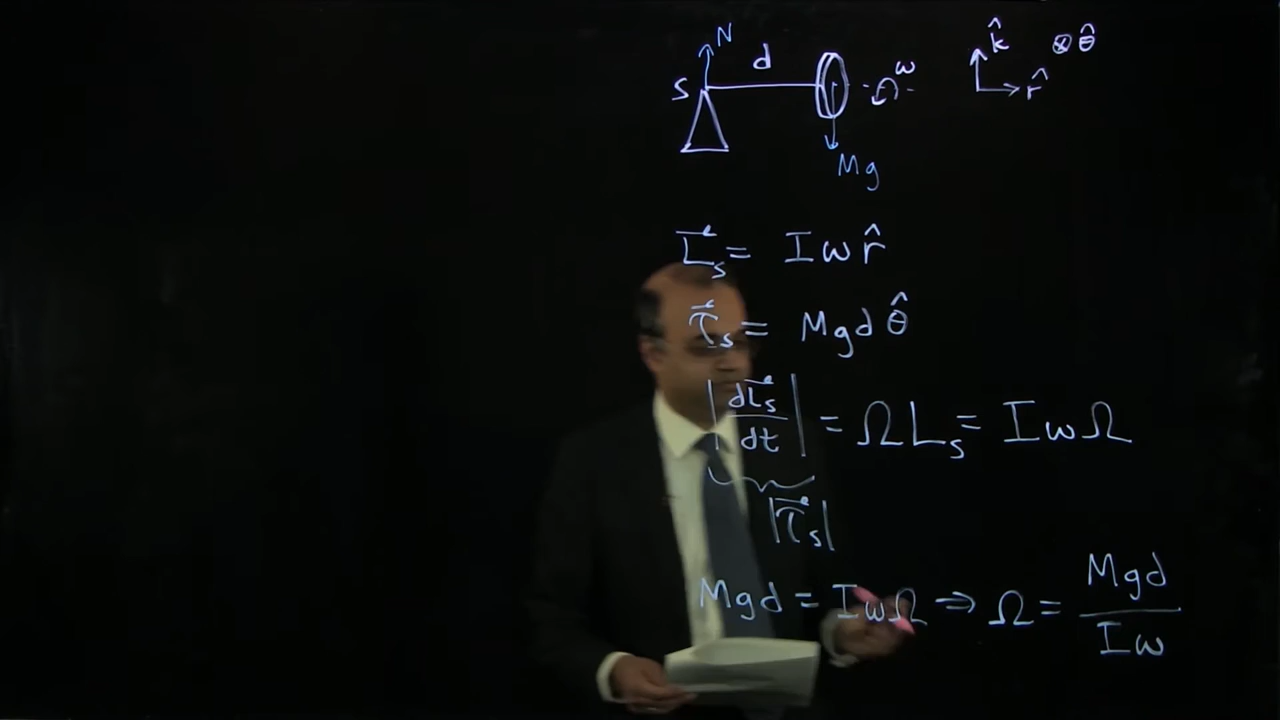 N
d
S
ω
k̂
⊗ θ̂
r̂
Mg
L⃗ₛ = Iω r̂
τ⃗ₛ = Mgd θ̂
|dL⃗ₛ/dt| = ΩLₛ = IωΩ
|τ⃗ₛ|
Mgd = IωΩ ⇒ Ω = Mgd/Iω